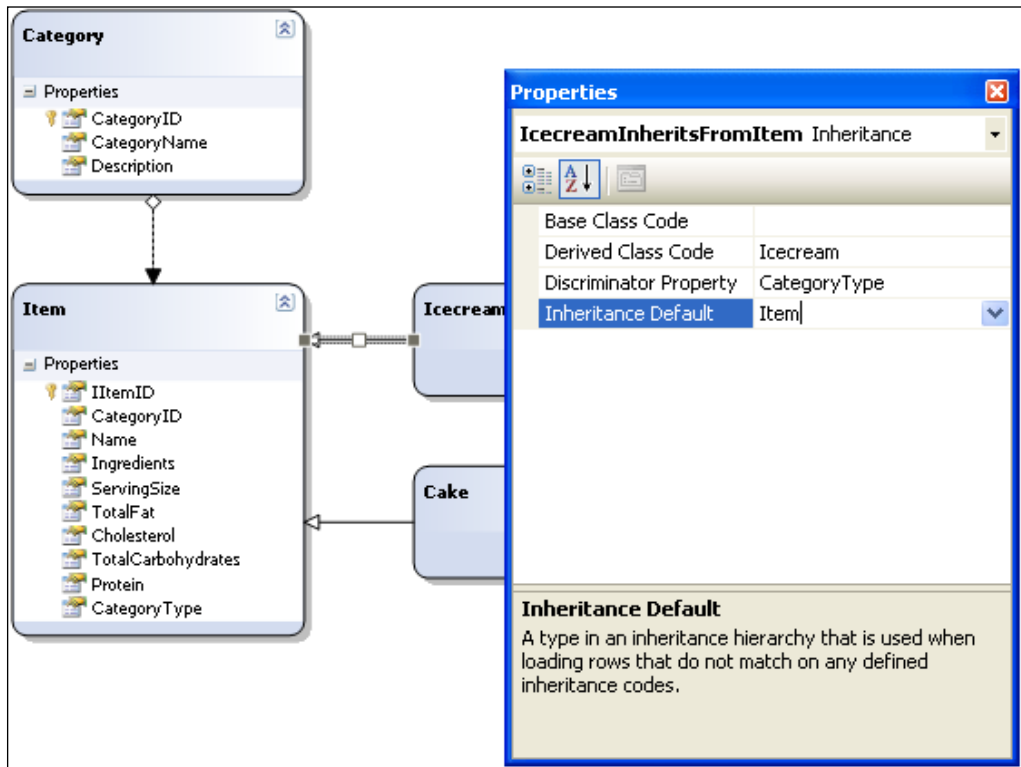 Category
Properties
CategoryID
CategoryName
Description
Item
Properties
IItemID
CategoryID
Name
Ingredients
ServingSize
TotalFat
Cholesterol
TotalCarbohydrates
Protein
CategoryType
Icecream
Cake
Properties
IcecreamInheritsFromItem Inheritance
A
Z
Base Class Code
Derived Class Code Icecream
Discriminator Property CategoryType
Inheritance Default Item
Inheritance Default
A type in an inheritance hierarchy that is used when
loading rows that do not match on any defined
inheritance codes.